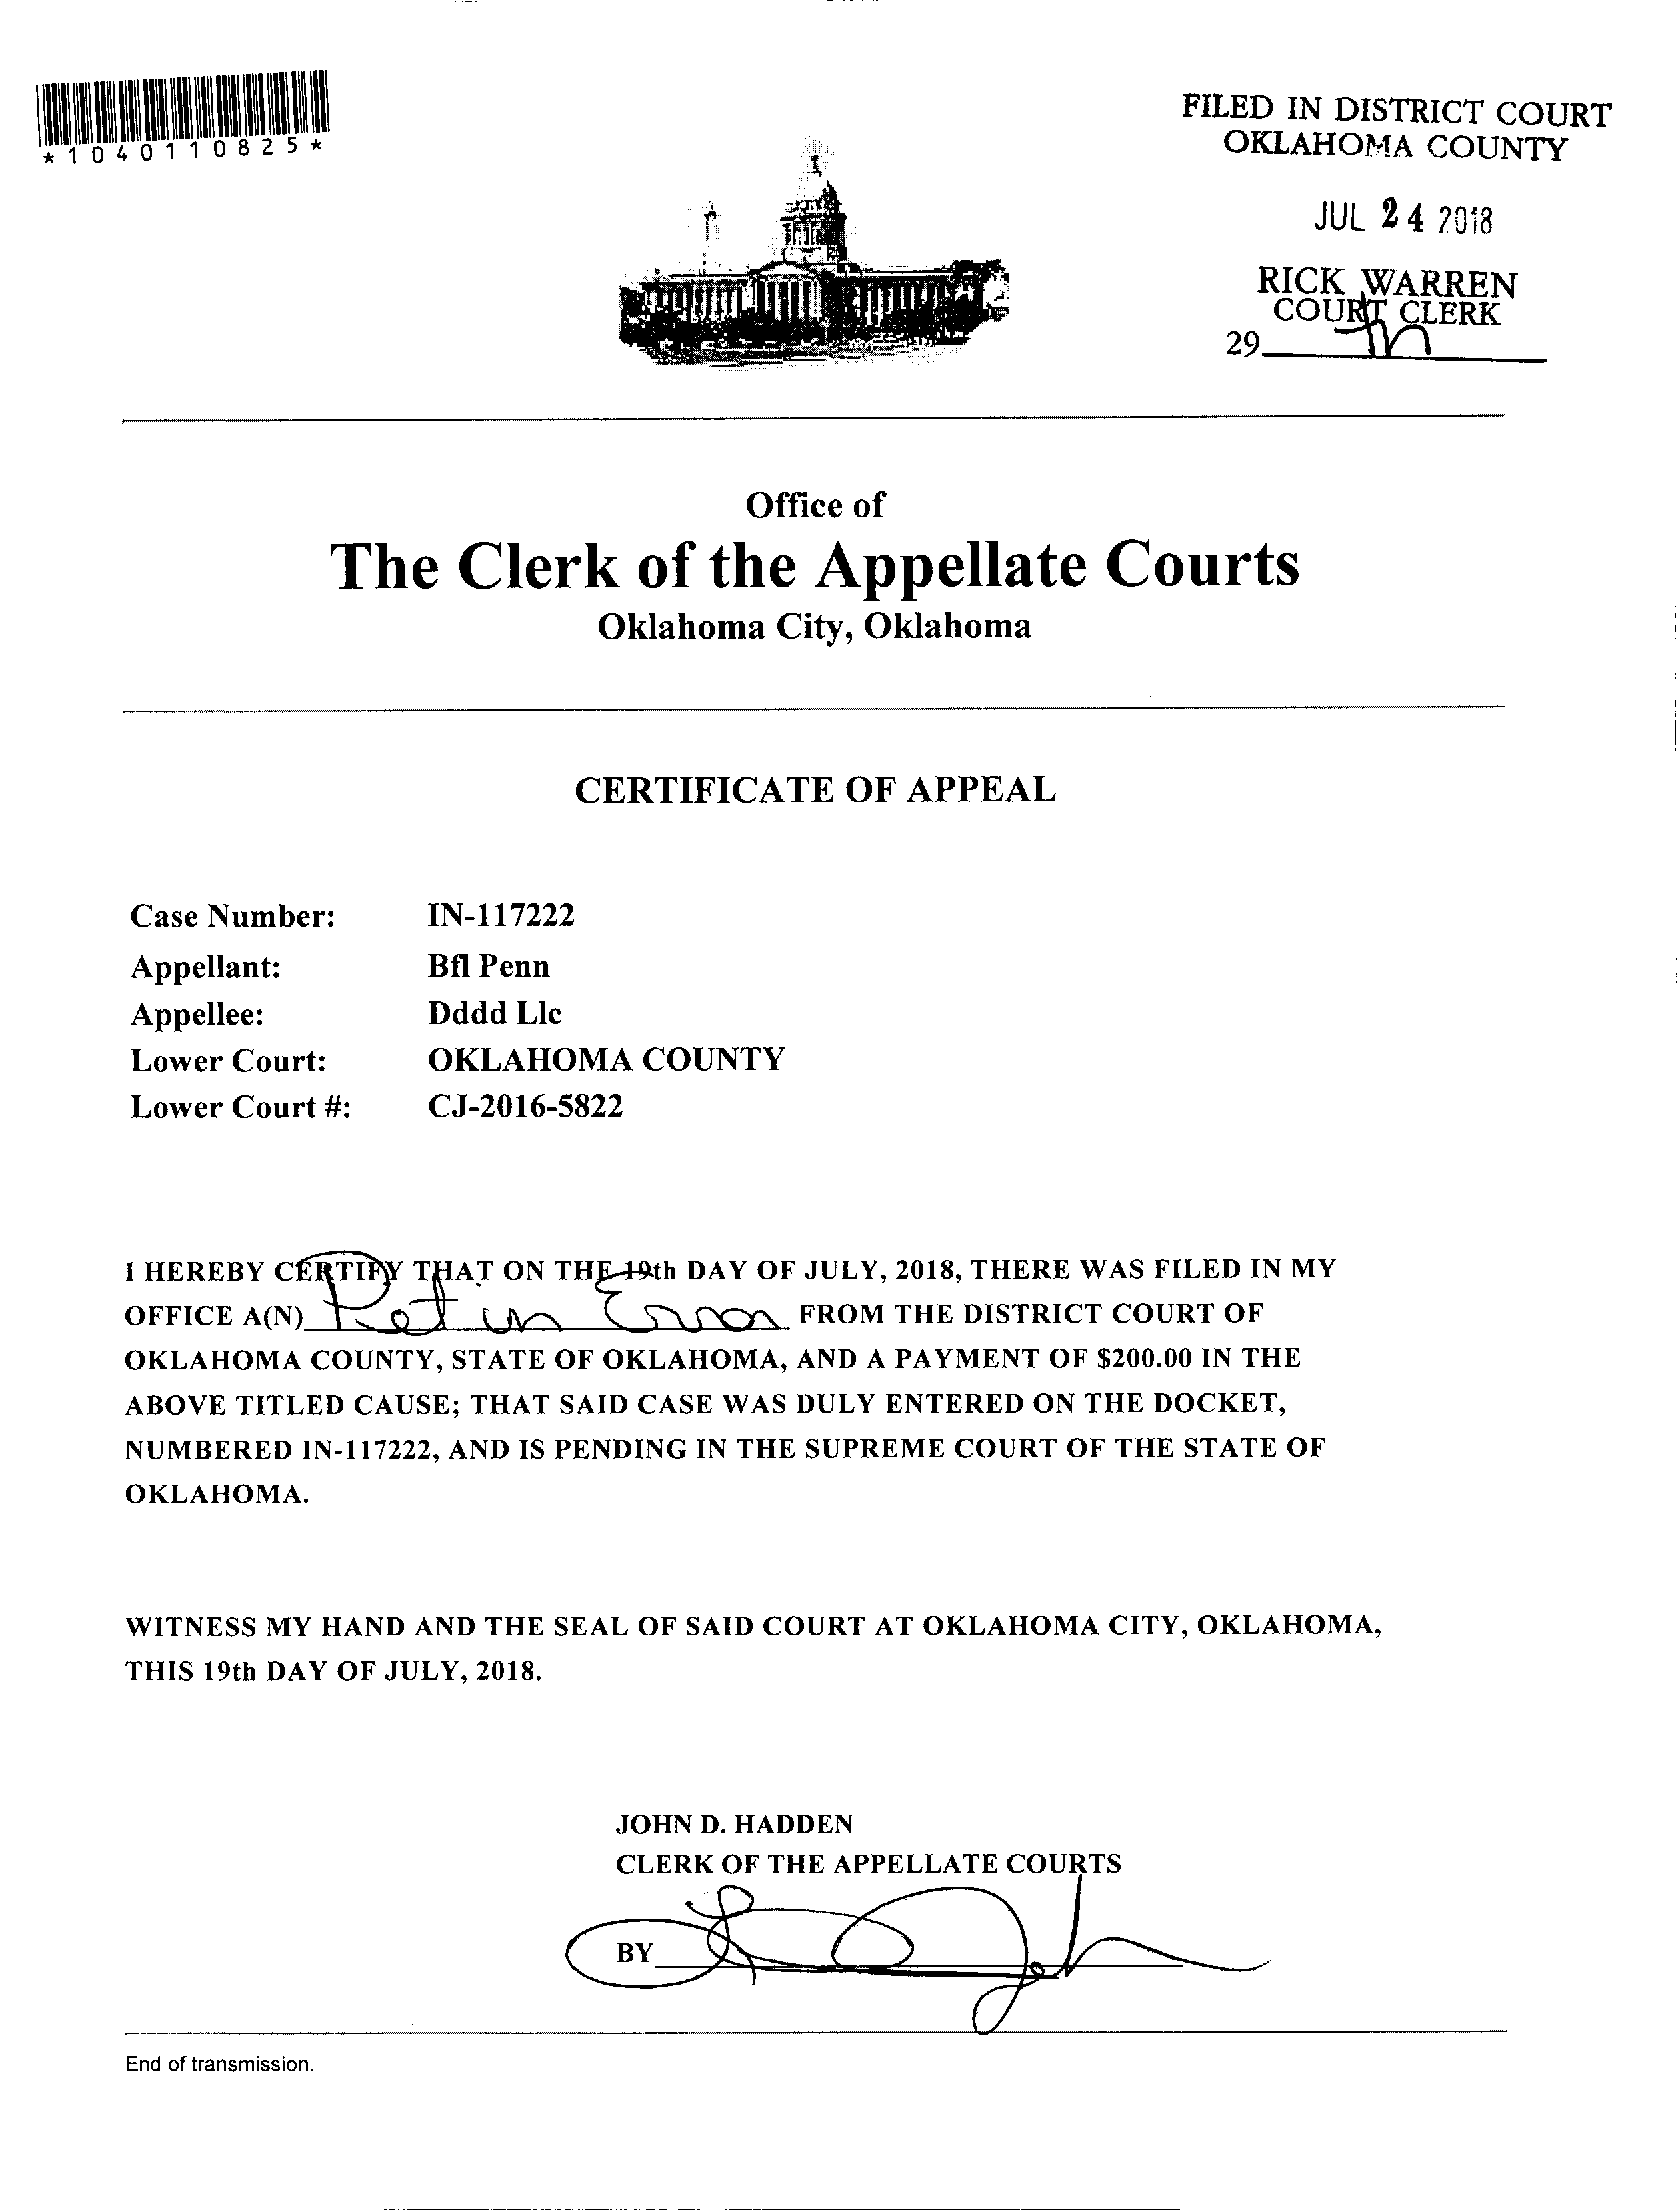 *1040110825*
FILED IN DISTRICT COURT
OKLAHOMA COUNTY
JUL 24 2018
RICK WARREN
COURT CLERK
29
Office of
The Clerk of the Appellate Courts
Oklahoma City, Oklahoma
CERTIFICATE OF APPEAL
Case Number: IN-117222
Appellant: Bfl Penn
Appellee: Dddd Llc
Lower Court: OKLAHOMA COUNTY
Lower Court #: CJ-2016-5822
I HEREBY CERTIFY THAT ON THE 19th DAY OF JULY, 2018, THERE WAS FILED IN MY
OFFICE A(N) Pet in Error FROM THE DISTRICT COURT OF
OKLAHOMA COUNTY, STATE OF OKLAHOMA, AND A PAYMENT OF $200.00 IN THE
ABOVE TITLED CAUSE; THAT SAID CASE WAS DULY ENTERED ON THE DOCKET,
NUMBERED IN-117222, AND IS PENDING IN THE SUPREME COURT OF THE STATE OF
OKLAHOMA.
WITNESS MY HAND AND THE SEAL OF SAID COURT AT OKLAHOMA CITY, OKLAHOMA,
THIS 19th DAY OF JULY, 2018.
JOHN D. HADDEN
CLERK OF THE APPELLATE COURTS
BY
End of transmission.